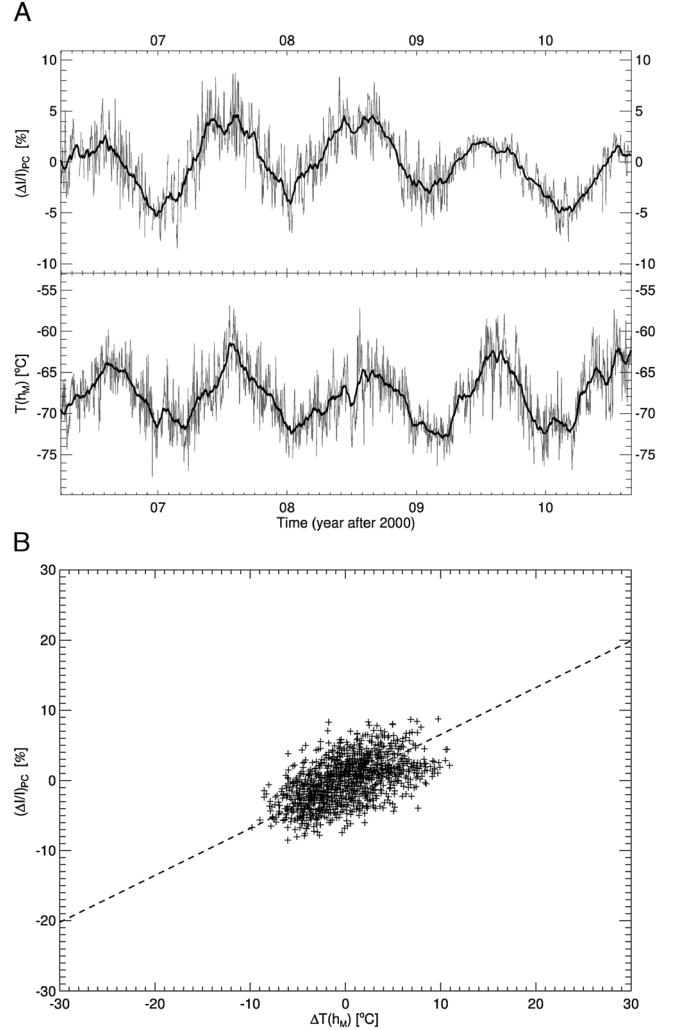 A
07 08 09 10
10 10
5 5
0 0
-5 -5
-10 -10
(ΔI/I)PC [%]
-55 -55
-60 -60
-65 -65
-70 -70
-75 -75
T(hM) [ºC]
07 08 09 10
Time (year after 2000)
B
30
20
10
0
-10
-20
-30
(ΔI/I)PC [%]
-30 -20 -10 0 10 20 30
ΔT(hM) [ºC]